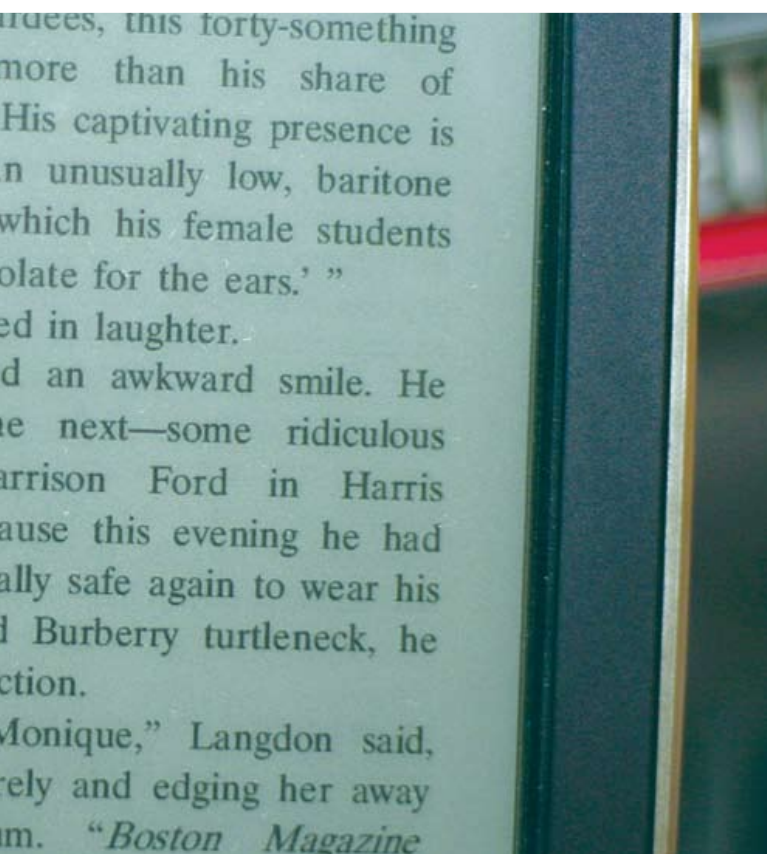 this forty-something
more than his share of
His captivating presence is
unusually low, baritone
which his female students
olate for the ears.’ ”
ed in laughter.
d an awkward smile. He
e next—some ridiculous
arrison Ford in Harris
ause this evening he had
ally safe again to wear his
d Burberry turtleneck, he
ction.
Monique,” Langdon said,
rely and edging her away
m. “Boston Magazine